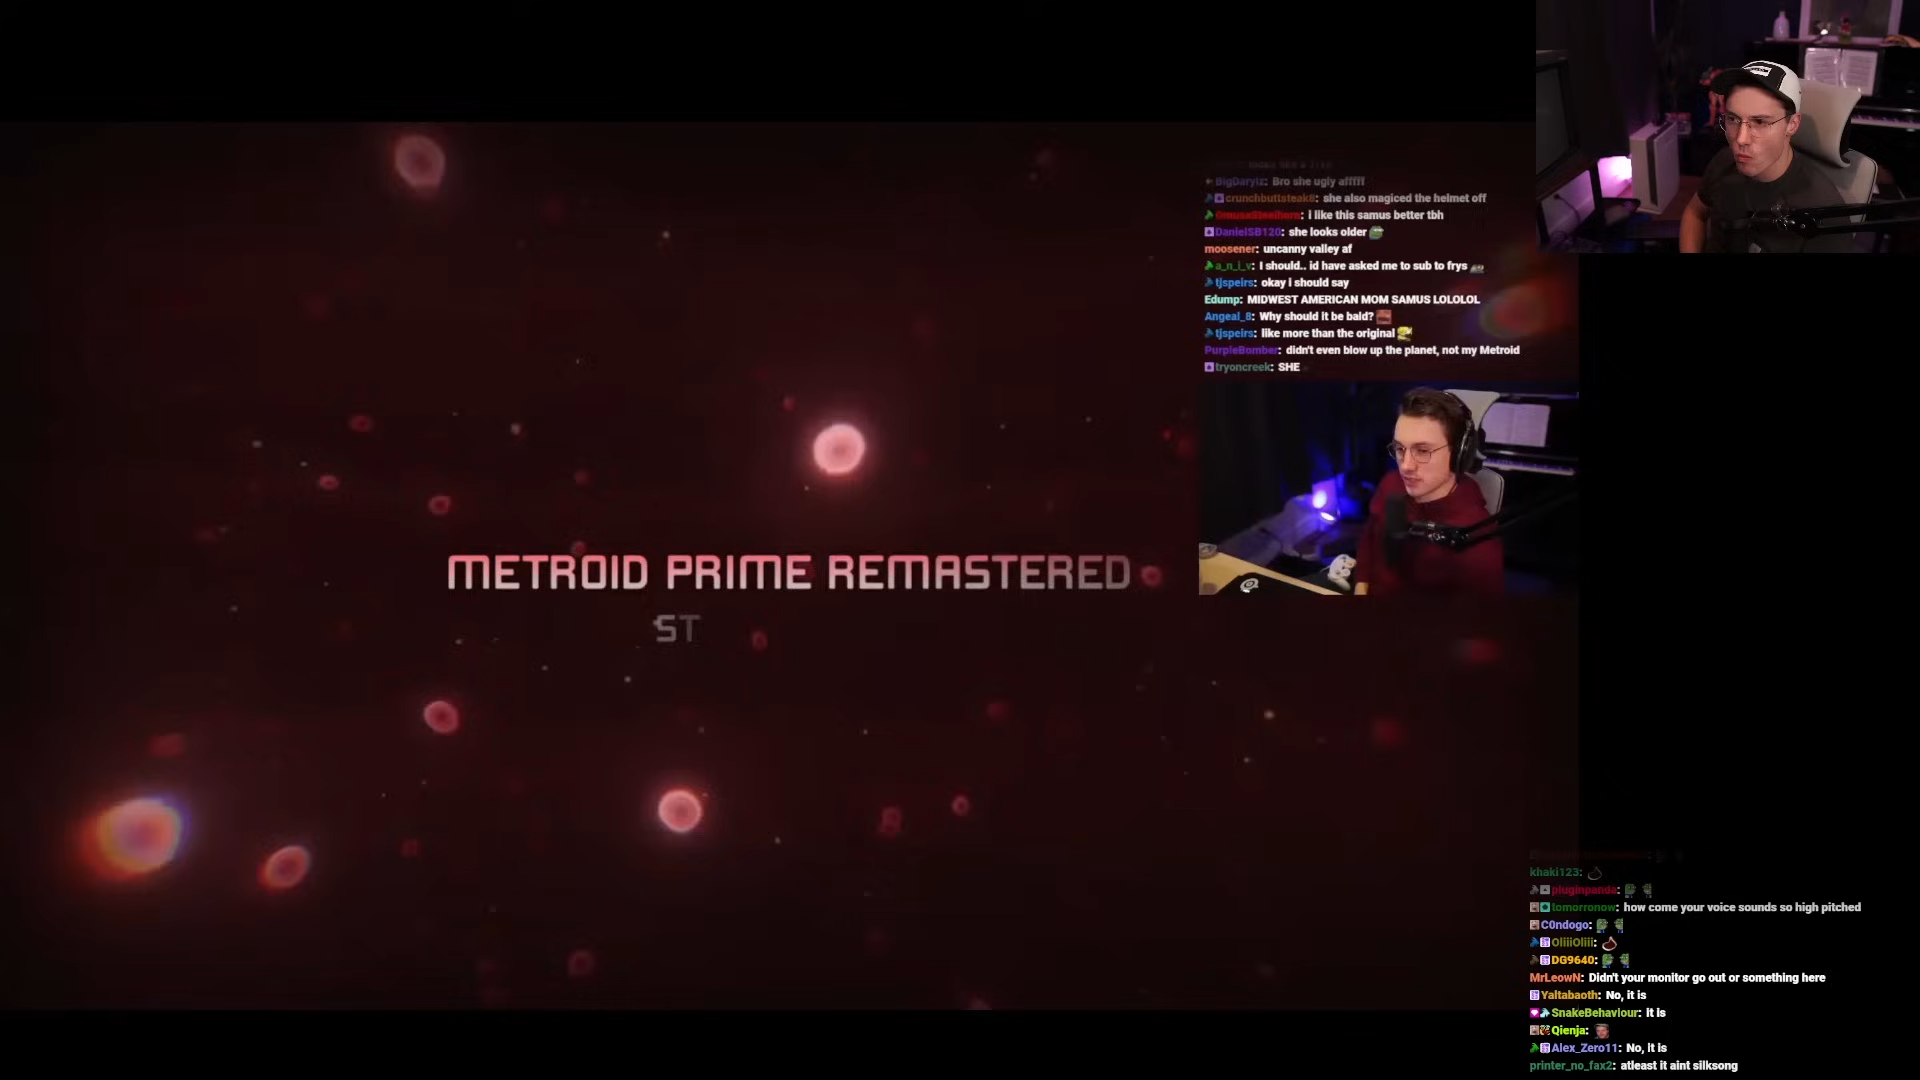 BigDaryiz: Bro she ugly afffff
crunchbuttsteak8: she also magiced the helmet off
: i like this samus better tbh
DanielSB120: she looks older
moosener: uncanny valley af
a_n_i_v: I should.. id have asked me to sub to frys
tjspeirs: okay i should say
Edump: MIDWEST AMERICAN MOM SAMUS LOLOLOL
Angeal_8: Why should it be bald?
tjspeirs: like more than the original
PurpleBomber: didn't even blow up the planet, not my Metroid
tryoncreek: SHE
METROID PRIME REMASTERED
ST
khaki123:
pluginpanda:
tomorronow: how come your voice sounds so high pitched
C0ndogo:
OliiiOliii:
DG9640:
MrLeowN: Didn't your monitor go out or something here
Yaltabaoth: No, it is
SnakeBehaviour: it is
Qienja:
Alex_Zero11: No, it is
printer_no_fax2: atleast it aint silksong